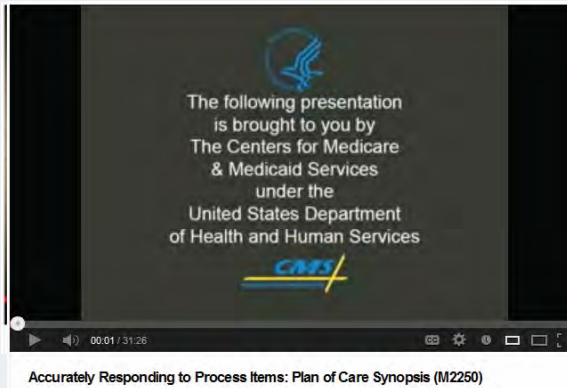 The following presentation
is brought to you by
The Centers for Medicare
& Medicaid Services
under the
United States Department
of Health and Human Services
CMS
00:01 / 31:26
CC
Accurately Responding to Process Items: Plan of Care Synopsis (M2250)